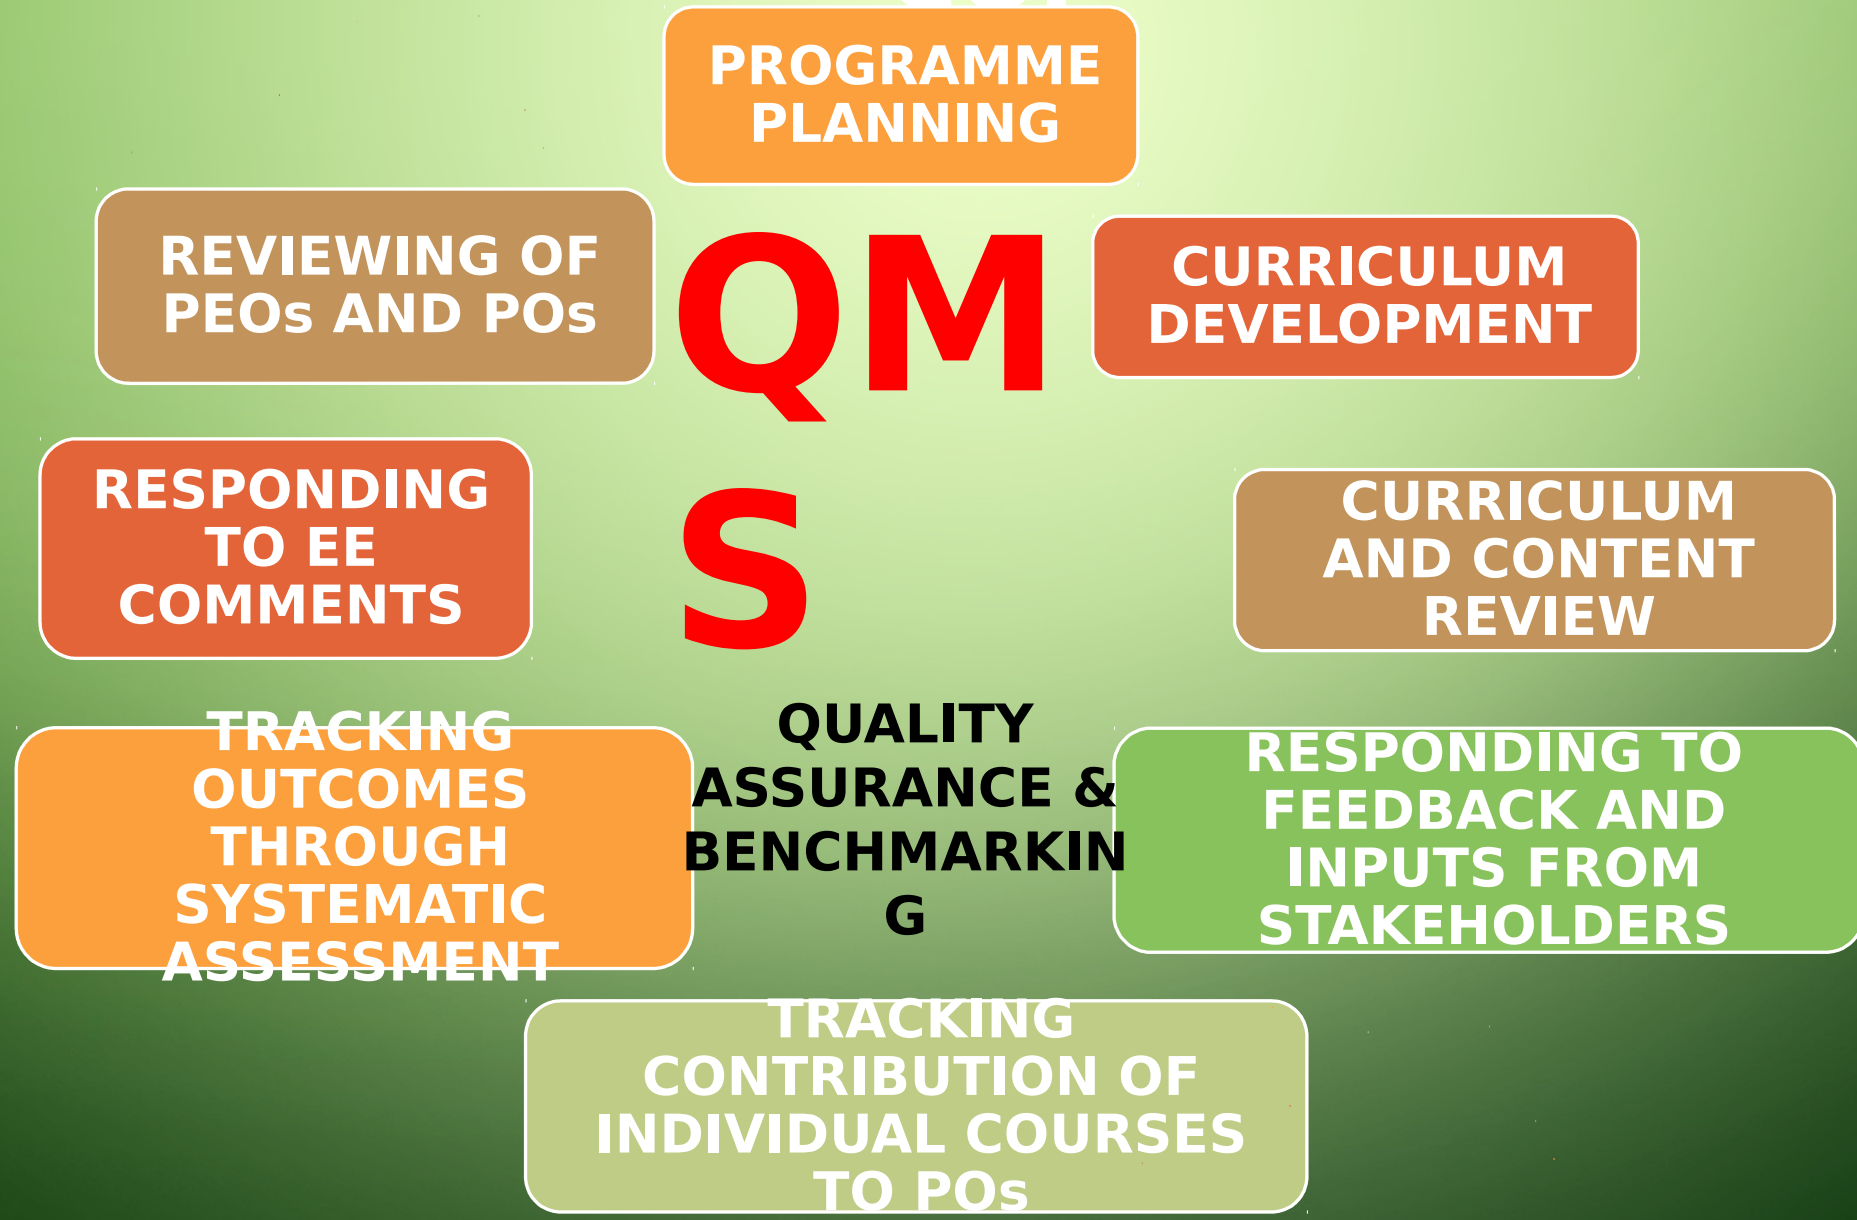 PROGRAMME
PLANNING
REVIEWING OF
PEOs AND POs
QM
S
CURRICULUM
DEVELOPMENT
RESPONDING
TO EE
COMMENTS
CURRICULUM
AND CONTENT
REVIEW
TRACKING
OUTCOMES
THROUGH
SYSTEMATIC
ASSESSMENT
QUALITY
ASSURANCE &
BENCHMARKIN
G
RESPONDING TO
FEEDBACK AND
INPUTS FROM
STAKEHOLDERS
TRACKING
CONTRIBUTION OF
INDIVIDUAL COURSES
TO POs